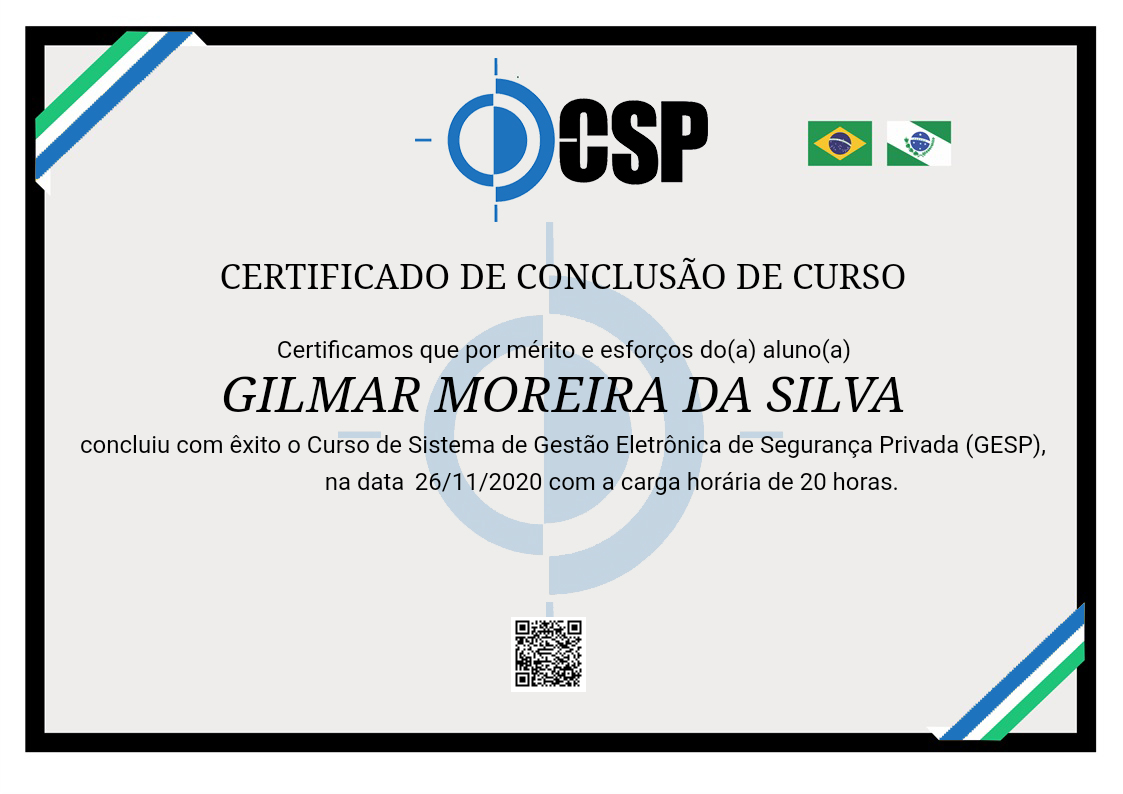 CSP
CERTIFICADO DE CONCLUSÃO DE CURSO
Certificamos que por mérito e esforços do(a) aluno(a)
GILMAR MOREIRA DA SILVA
concluiu com êxito o Curso de Sistema de Gestão Eletrônica de Segurança Privada (GESP),
na data 26/11/2020 com a carga horária de 20 horas.